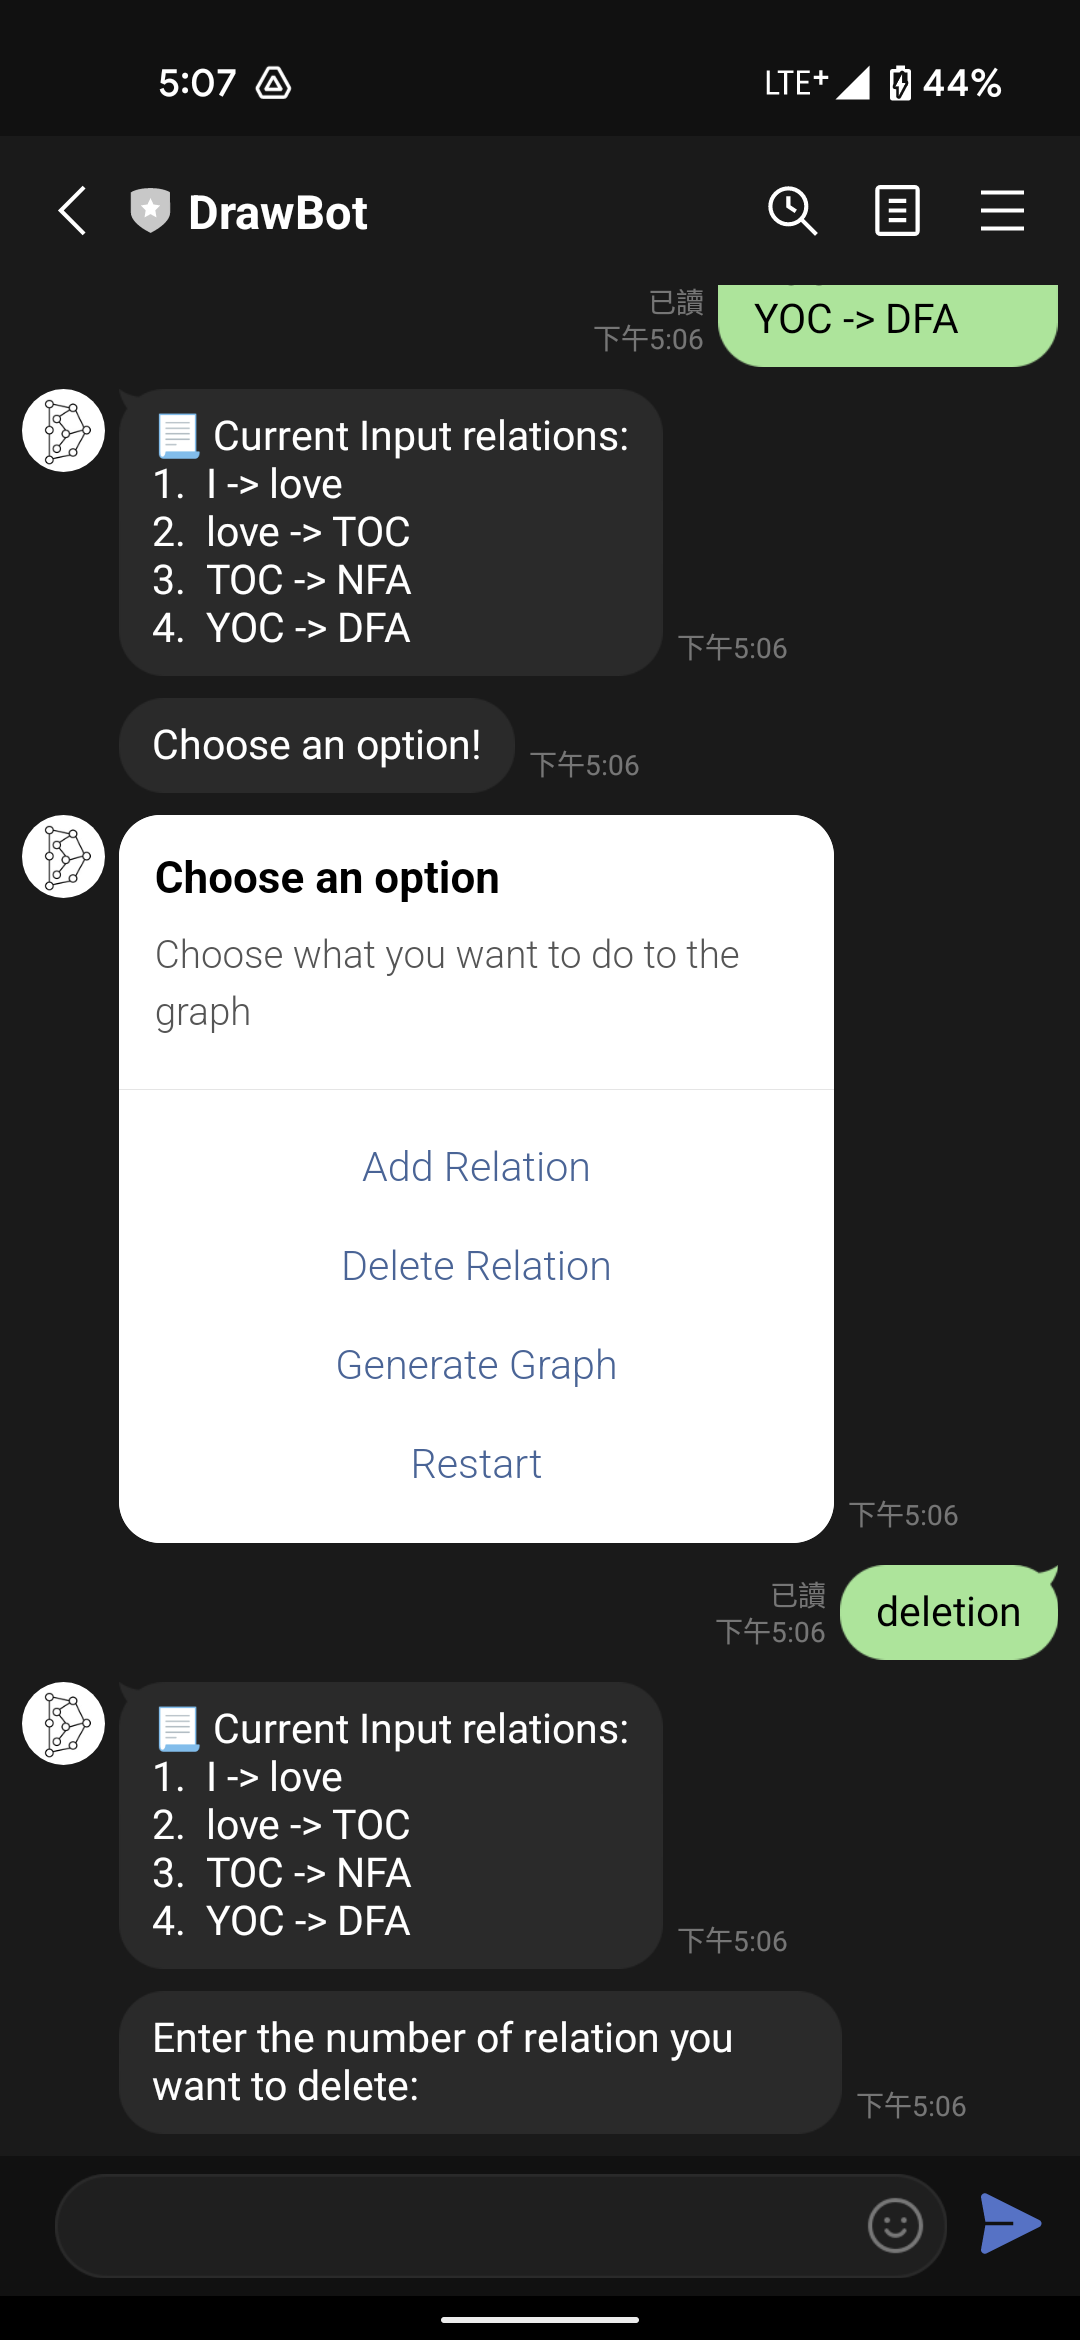 5:07
LTE+ 44%
DrawBot
已讀
下午5:06
YOC -> DFA
Current Input relations:
1. I -> love
2. love -> TOC
3. TOC -> NFA
4. YOC -> DFA
下午5:06
Choose an option!
下午5:06
Choose an option
Choose what you want to do to the
graph
Add Relation
Delete Relation
Generate Graph
Restart
下午5:06
已讀
下午5:06
deletion
Current Input relations:
1. I -> love
2. love -> TOC
3. TOC -> NFA
4. YOC -> DFA
下午5:06
Enter the number of relation you
want to delete:
下午5:06